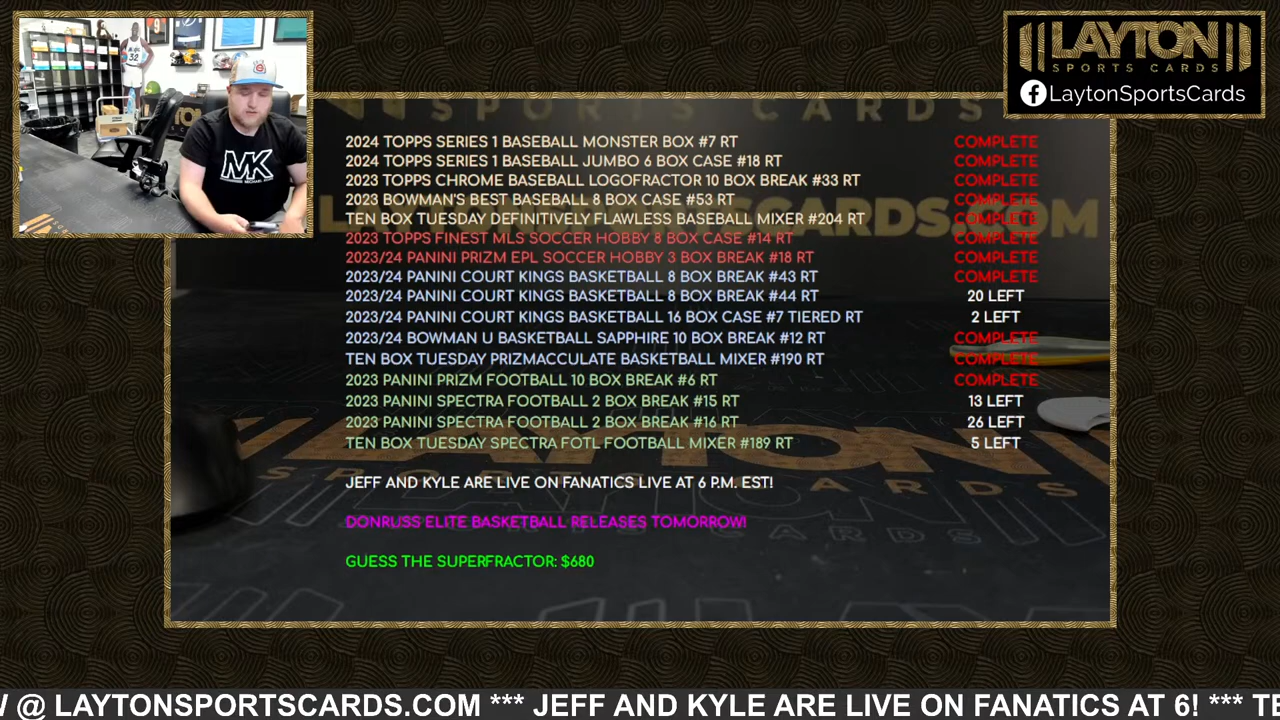 LAYTON
SPORTS CARDS
LaytonSportsCards
SPORTS CARDS
2024 TOPPS SERIES 1 BASEBALL MONSTER BOX #7 RT COMPLETE
2024 TOPPS SERIES 1 BASEBALL JUMBO 6 BOX CASE #18 RT COMPLETE
2023 TOPPS CHROME BASEBALL LOGOFRACTOR 10 BOX BREAK #33 RT COMPLETE
2023 BOWMAN'S BEST BASEBALL 8 BOX CASE #53 RT COMPLETE
TEN BOX TUESDAY DEFINITIVELY FLAWLESS BASEBALL MIXER #204 RT COMPLETE
2023 TOPPS FINEST MLS SOCCER HOBBY 8 BOX CASE #14 RT COMPLETE
2023/24 PANINI PRIZM EPL SOCCER HOBBY 3 BOX BREAK #18 RT COMPLETE
2023/24 PANINI COURT KINGS BASKETBALL 8 BOX BREAK #43 RT COMPLETE
2023/24 PANINI COURT KINGS BASKETBALL 8 BOX BREAK #44 RT 20 LEFT
2023/24 PANINI COURT KINGS BASKETBALL 16 BOX CASE #7 TIERED RT 2 LEFT
2023/24 BOWMAN U BASKETBALL SAPPHIRE 10 BOX BREAK #12 RT COMPLETE
TEN BOX TUESDAY PRIZMACCULATE BASKETBALL MIXER #190 RT COMPLETE
2023 PANINI PRIZM FOOTBALL 10 BOX BREAK #6 RT COMPLETE
2023 PANINI SPECTRA FOOTBALL 2 BOX BREAK #15 RT 13 LEFT
2023 PANINI SPECTRA FOOTBALL 2 BOX BREAK #16 RT 26 LEFT
TEN BOX TUESDAY SPECTRA FOTL FOOTBALL MIXER #189 RT 5 LEFT
JEFF AND KYLE ARE LIVE ON FANATICS LIVE AT 6 P.M. EST!
DONRUSS ELITE BASKETBALL RELEASES TOMORROW!
GUESS THE SUPERFRACTOR: $680
MK
32
@ LAYTONSPORTSCARDS.COM *** JEFF AND KYLE ARE LIVE ON FANATICS AT 6! ***